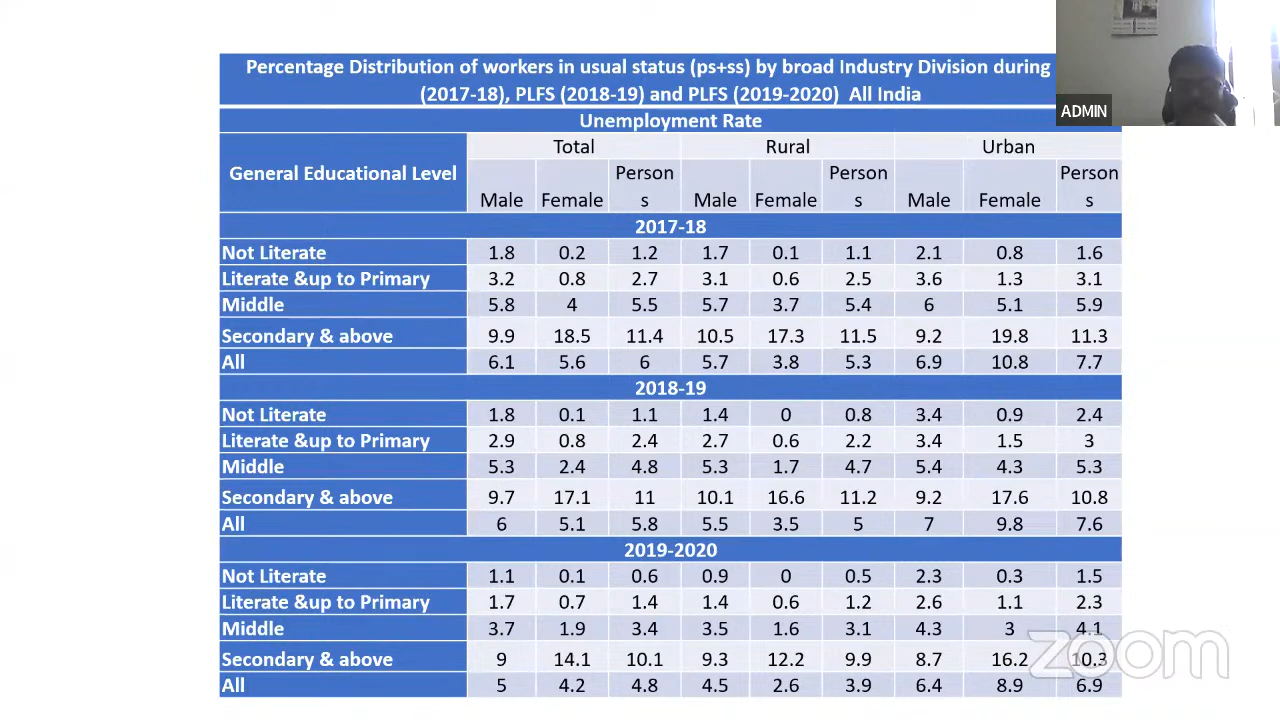 Percentage Distribution of workers in usual status (ps+ss) by broad Industry Division during
(2017-18), PLFS (2018-19) and PLFS (2019-2020) All India
ADMIN
Unemployment Rate
General Educational Level Total Rural Urban
Male Female Person s Male Female Person s Male Female Person s
2017-18
Not Literate 1.8 0.2 1.2 1.7 0.1 1.1 2.1 0.8 1.6
Literate &up to Primary 3.2 0.8 2.7 3.1 0.6 2.5 3.6 1.3 3.1
Middle 5.8 4 5.5 5.7 3.7 5.4 6 5.1 5.9
Secondary & above 9.9 18.5 11.4 10.5 17.3 11.5 9.2 19.8 11.3
All 6.1 5.6 6 5.7 3.8 5.3 6.9 10.8 7.7
2018-19
Not Literate 1.8 0.1 1.1 1.4 0 0.8 3.4 0.9 2.4
Literate &up to Primary 2.9 0.8 2.4 2.7 0.6 2.2 3.4 1.5 3
Middle 5.3 2.4 4.8 5.3 1.7 4.7 5.4 4.3 5.3
Secondary & above 9.7 17.1 11 10.1 16.6 11.2 9.2 17.6 10.8
All 6 5.1 5.8 5.5 3.5 5 7 9.8 7.6
2019-2020
Not Literate 1.1 0.1 0.6 0.9 0 0.5 2.3 0.3 1.5
Literate &up to Primary 1.7 0.7 1.4 1.4 0.6 1.2 2.6 1.1 2.3
Middle 3.7 1.9 3.4 3.5 1.6 3.1 4.3 3 4.1
Secondary & above 9 14.1 10.1 9.3 12.2 9.9 8.7 16.2 10.3
All 5 4.2 4.8 4.5 2.6 3.9 6.4 8.9 6.9
zoom